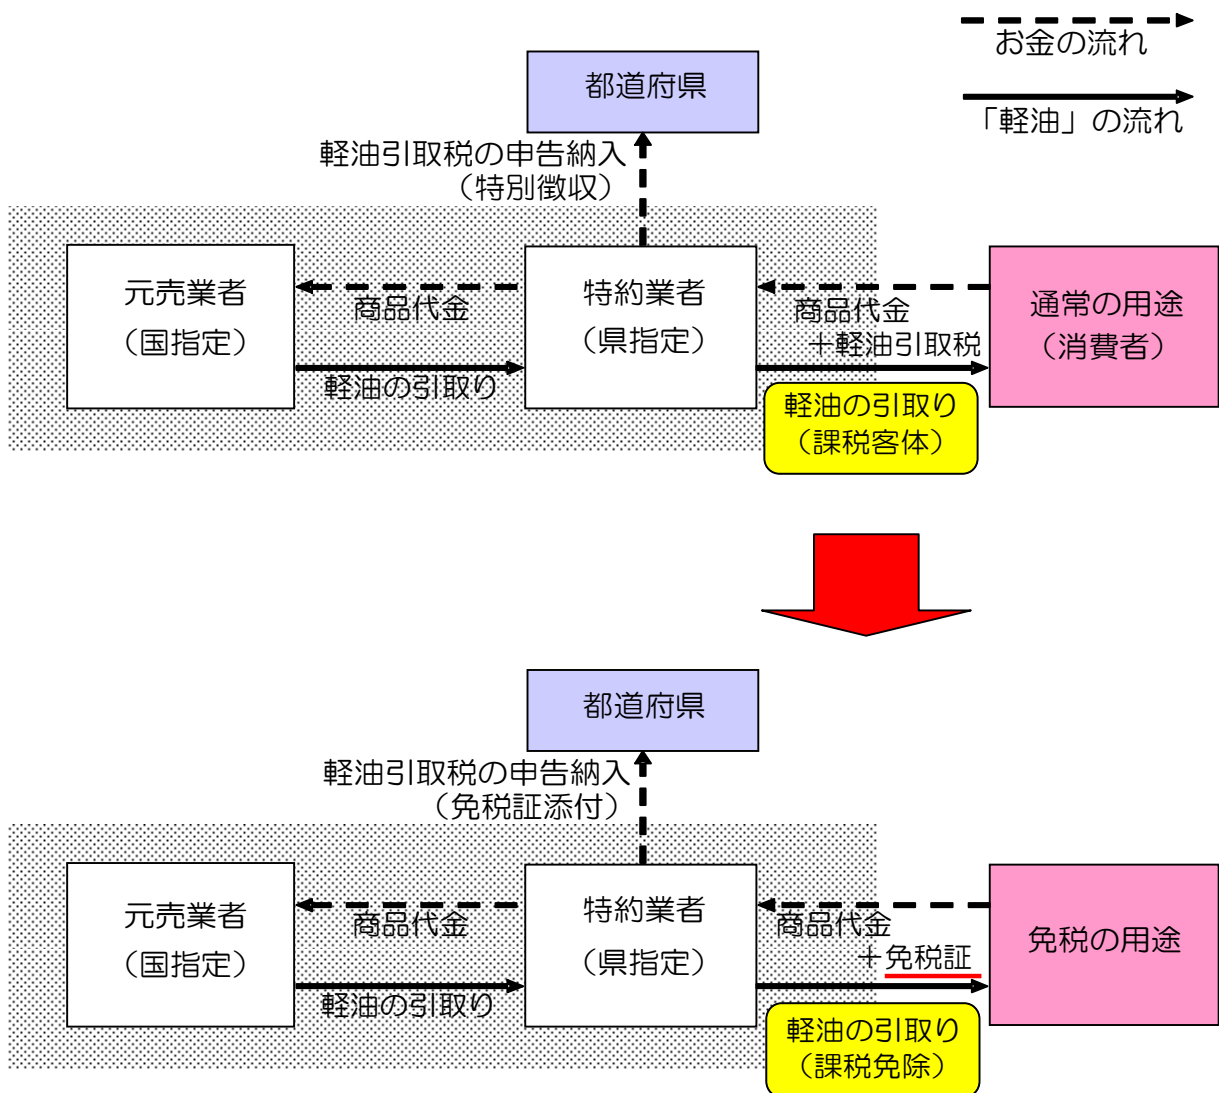 お金の流れ
「軽油」の流れ
都道府県
軽油引取税の申告納入
（特別徴収）
元売業者
（国指定）
商品代金
軽油の引取り
特約業者
（県指定）
商品代金
＋軽油引取税
軽油の引取り
（課税客体）
通常の用途
（消費者）
都道府県
軽油引取税の申告納入
（免税証添付）
元売業者
（国指定）
商品代金
軽油の引取り
特約業者
（県指定）
商品代金
＋免税証
軽油の引取り
（課税免除）
免税の用途